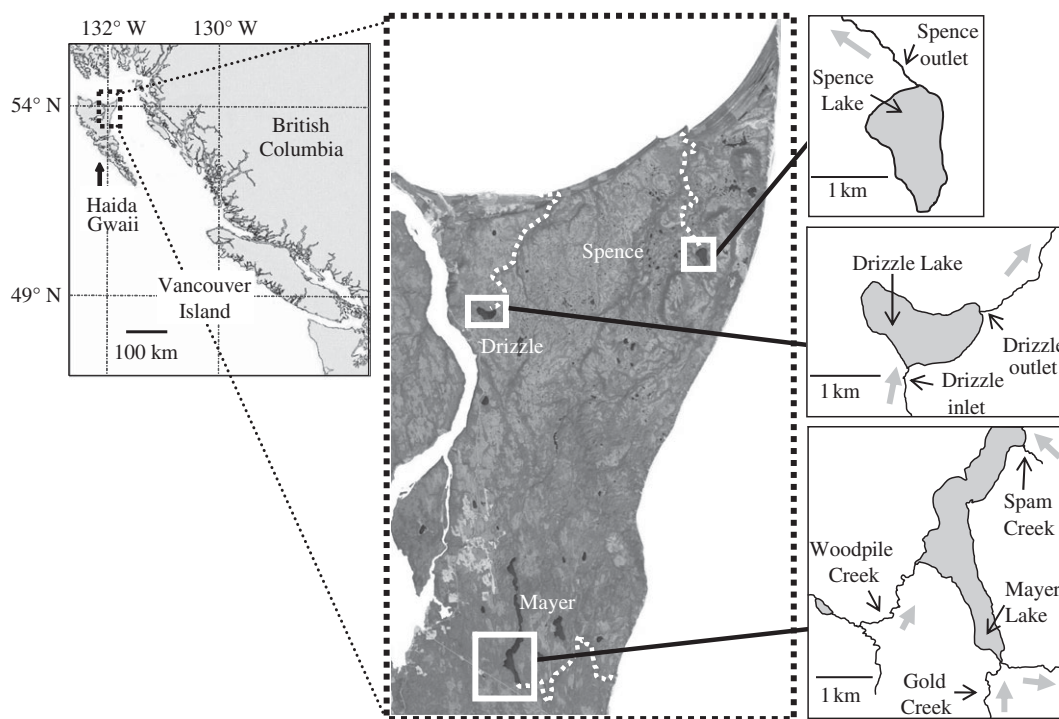 132° W
130° W
54° N
49° N
British
Columbia
Haida
Gwaii
Vancouver
Island
100 km
Spence
Drizzle
Mayer
Spence
outlet
Spence
Lake
1 km
Drizzle Lake
Drizzle
outlet
Drizzle
inlet
1 km
Spam
Creek
Woodpile
Creek
Mayer
Lake
Gold
Creek
1 km